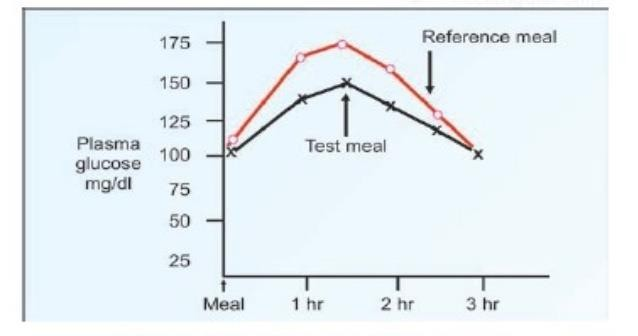 175
Reference meal
150
125
Plasma
glucose
mg/dl
100
Test meal
75
50
25
Meal
1 hr
2 hr
3 hr